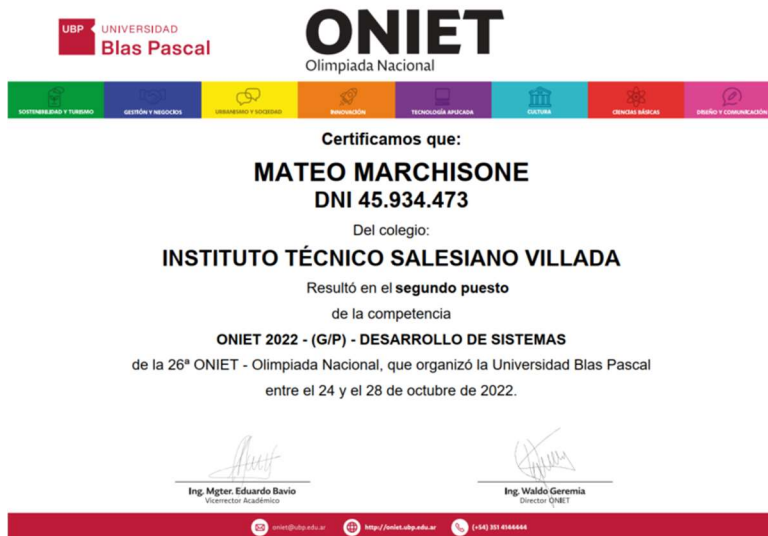 UBP
UNIVERSIDAD
Blas Pascal
ONIET
Olimpiada Nacional
SOSTENIBILIDAD Y TURISMO
GESTIÓN Y NEGOCIOS
URBANISMO Y SOCIEDAD
INNOVACIÓN
TECNOLOGÍA APLICADA
CULTURA
CIENCIAS BÁSICAS
DISEÑO Y COMUNICACIÓN
Certificamos que:
MATEO MARCHISONE
DNI 45.934.473
Del colegio:
INSTITUTO TÉCNICO SALESIANO VILLADA
Resultó en el segundo puesto
de la competencia
ONIET 2022 - (G/P) - DESARROLLO DE SISTEMAS
de la 26ª ONIET - Olimpiada Nacional, que organizó la Universidad Blas Pascal
entre el 24 y el 28 de octubre de 2022.
Ing. Mgter. Eduardo Bavio
Vicerrector Académico
Ing. Waldo Geremia
Director ONIET
oniet@ubp.edu.ar
http://oniet.ubp.edu.ar
(+54) 351 4144444